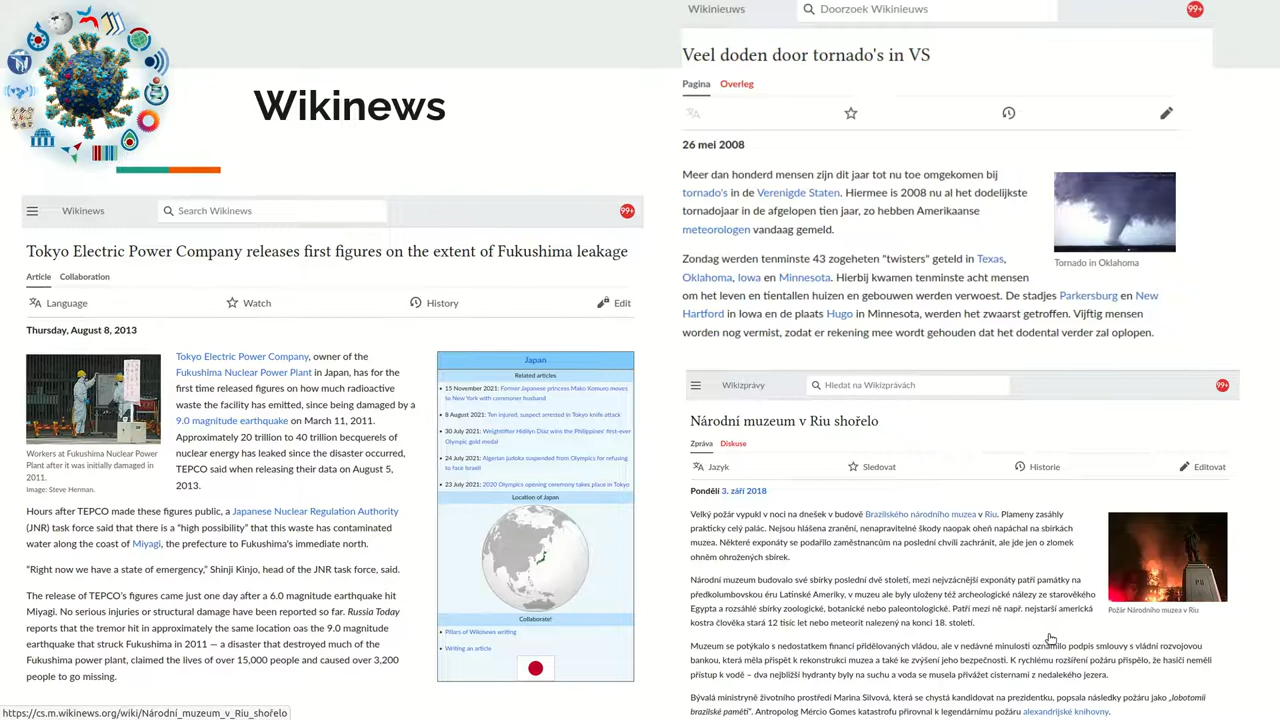 Wikinews
Wikinews
Search Wikinews
99+
Tokyo Electric Power Company releases first figures on the extent of Fukushima leakage
Article Collaboration
Language Watch History Edit
Thursday, August 8, 2013
Workers at Fukushima Nuclear Power
Plant after it was initially damaged in
2011.
Image: Steve Herman.
Tokyo Electric Power Company, owner of the
Fukushima Nuclear Power Plant in Japan, has for the
first time released figures on how much radioactive
waste the facility has emitted, since being damaged by a
9.0 magnitude earthquake on March 11, 2011.
Approximately 20 trillion to 40 trillion becquerels of
nuclear energy has leaked since the disaster occurred,
TEPCO said when releasing their data on August 5,
2013.
Hours after TEPCO made these figures public, a Japanese Nuclear Regulation Authority
(JNR) task force said that there is a “high possibility” that this waste has contaminated
water along the coast of Miyagi, the prefecture to Fukushima's immediate north.
“Right now we have a state of emergency,” Shinji Kinjo, head of the JNR task force, said.
The release of TEPCO's figures came just one day after a 6.0 magnitude earthquake hit
Miyagi. No serious injuries or structural damage have been reported so far. Russia Today
reports that the tremor hit in approximately the same location oas the 9.0 magnitude
earthquake that struck Fukushima in 2011 — a disaster that destroyed much of the
Fukushima power plant, claimed the lives of over 15,000 people and caused over 3,200
people to go missing.
Japan
Related articles
15 November 2021: Former Japanese princess Mako Komuro moves
to New York with commoner husband
8 August 2021: Ten injured, suspect arrested in Tokyo knife attack
30 July 2021: Weightlifter Hidilyn Diaz wins the Philippines' first-ever
Olympic gold medal
24 July 2021: Algerian judoka suspended from Olympics for refusing
to face Israeli
23 July 2021: 2020 Olympics opening ceremony takes place in Tokyo
Location of Japan
Collaborate!
Pillars of Wikinews writing
Writing an article
https://cs.m.wikinews.org/wiki/Národní_muzeum_v_Riu_shořelo
Wikinieuws
Doorzoek Wikinieuws
99+
Veel doden door tornado's in VS
Pagina Overleg
26 mei 2008
Meer dan honderd mensen zijn dit jaar tot nu toe omgekomen bij
tornado's in de Verenigde Staten. Hiermee is 2008 nu al het dodelijkste
tornadojaar in de afgelopen tien jaar, zo hebben Amerikaanse
meteorologen vandaag gemeld.
Tornado in Oklahoma
Zondag werden tenminste 43 zogeheten "twisters" geteld in Texas,
Oklahoma, Iowa en Minnesota. Hierbij kwamen tenminste acht mensen
om het leven en tientallen huizen en gebouwen werden verwoest. De stadjes Parkersburg en New
Hartford in Iowa en de plaats Hugo in Minnesota, werden het zwaarst getroffen. Vijftig mensen
worden nog vermist, zodat er rekening mee wordt gehouden dat het dodental verder zal oplopen.
Wikizprávy
Hledat na Wikizprávách
99+
Národní muzeum v Riu shořelo
Zpráva Diskuse
Jazyk Sledovat Historie Editovat
Pondělí 3. září 2018
Velký požár vypukl v noci na dnešek v budově Brazilského národního muzea v Riu. Plameny zasáhly
prakticky celý palác. Nejsou hlášena zranění, nenapravitelné škody naopak oheň napáchal na sbírkách
muzea. Některé exponáty se podařilo zaměstnancům na poslední chvíli zachránit, ale jde jen o zlomek
ohněm ohrožených sbírek.
Požár Národního muzea v Riu
Národní muzeum budovalo své sbírky poslední dvě století, mezi nejvzácnější exponáty patří památky na
předkolumbovskou éru Latinské Ameriky, v muzeu ale byly uloženy též archeologické nálezy ze starověkého
Egypta a rozsáhlé sbírky zoologické, botanické nebo paleontologické. Patří mezi ně např. nejstarší americká
kostra člověka stará 12 tisíc let nebo meteorit nalezený na konci 18. století.
Muzeum se potýkalo s nedostatkem financí přidělovaných vládou, ale v nedávné minulosti oznámilo podpis smlouvy s vládní rozvojovou
bankou, která měla přispět k rekonstrukci muzea a také ke zvýšení jeho bezpečnosti. K rychlému rozšíření požáru přispělo, že hasiči neměli
přístup k vodě – dva nejbližší hydranty byly na suchu a voda se musela přivážet cisternami z nedalekého jezera.
Bývalá ministryně životního prostředí Marina Silvová, která se chystá kandidovat na prezidentku, popsala následky požáru jako „lobotomii
brazilské paměti“. Antropolog Mércio Gomes katastrofu přirovnal k legendárnímu požáru alexandrijské knihovny.